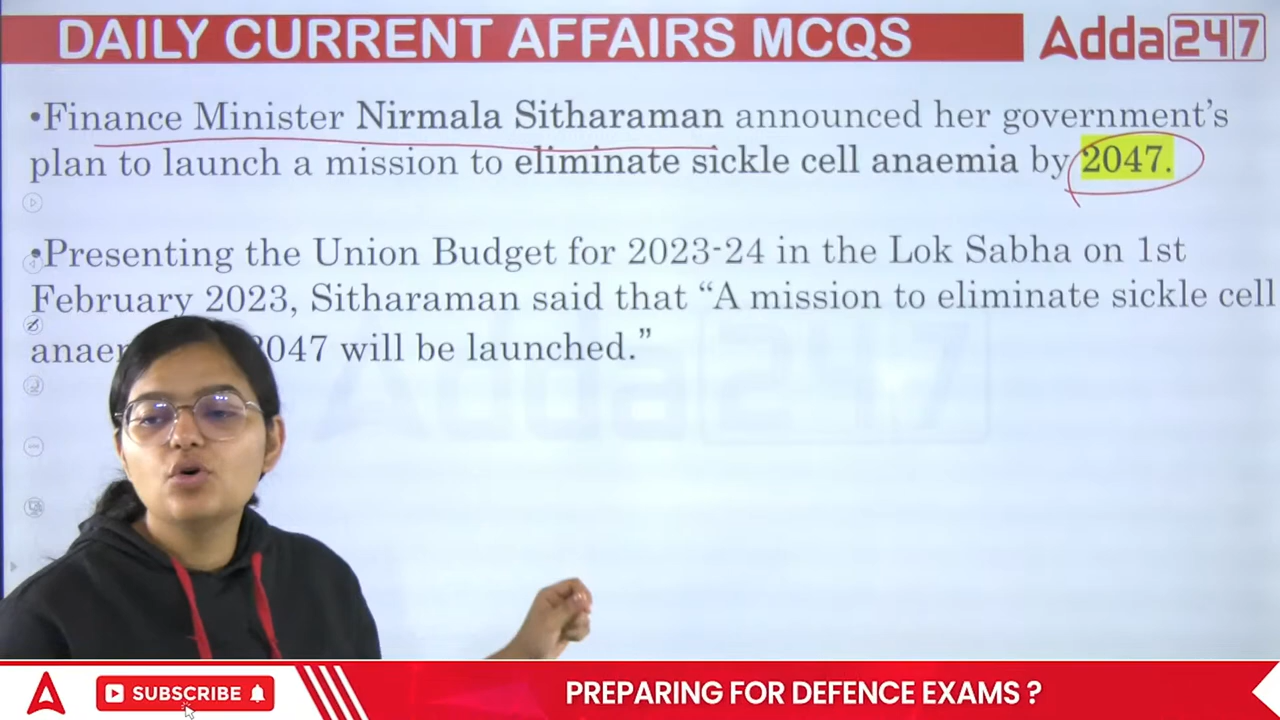 DAILY CURRENT AFFAIRS MCQS
Adda247
•Finance Minister Nirmala Sitharaman announced her government's
plan to launch a mission to eliminate sickle cell anaemia by 2047.
•Presenting the Union Budget for 2023-24 in the Lok Sabha on 1st
February 2023, Sitharaman said that “A mission to eliminate sickle cell
2047 will be launched.”
Adda247
SUBSCRIBE
PREPARING FOR DEFENCE EXAMS ?